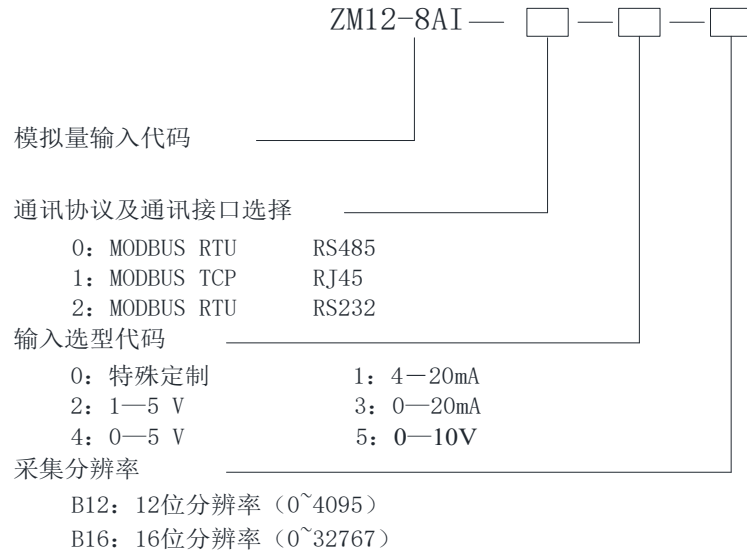 ZM12-8AI— □ — □ — □
模拟量输入代码
通讯协议及通讯接口选择
0：MODBUS RTU RS485
1：MODBUS TCP RJ45
2：MODBUS RTU RS232
输入选型代码
0：特殊定制 1：4－20mA
2：1—5 V 3：0—20mA
4：0—5 V 5：0—10V
采集分辨率
B12：12位分辨率（0~4095）
B16：16位分辨率（0~32767）